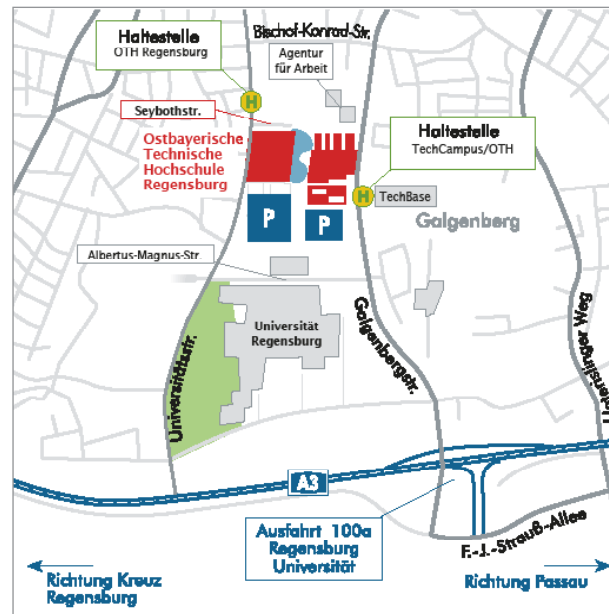 Bischof-Konrad-Str.
Haltestelle
OTH Regensburg
Agentur
für Arbeit
H
Seybothstr.
Ostbayerische
Technische
Hochschule
Regensburg
Haltestelle
TechCampus/OTH
H
TechBase
P
P
Galgenberg
Albertus-Magnus-Str.
Universität
Regensburg
Universitätsstr.
Galgenbergstr.
Weg
A3
Ausfahrt 100a
Regensburg
Universität
F.-J.-Strauß-Allee
Richtung Kreuz
Regensburg
Richtung Passau